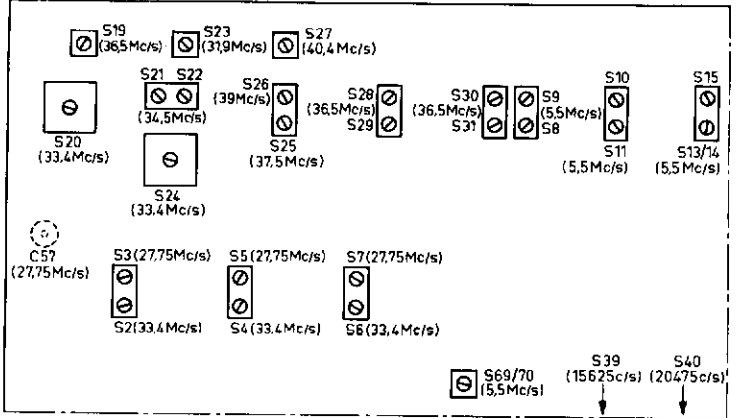 S19
(36,5Mc/s)
S23
(31,9Mc/s)
S27
(40,4Mc/s)
S20
(33.4Mc/s)
S21 S22
(34,5Mc/s)
S24
(33.4Mc/s)
S26
(39Mc/s)
S25
(37,5Mc/s)
S28
(36,5Mc/s)
S29
S30
(36,5Mc/s)
S31
S9
(5,5Mc/s)
S8
S10
S11
(5,5Mc/s)
S15
S13/14
(5,5Mc/s)
C57
(27,75Mc/s)
S3(27,75Mc/s)
S2(33,4Mc/s)
S5(27,75Mc/s)
S4(33,4Mc/s)
S7(27,75Mc/s)
S6(33,4Mc/s)
S69/70
(5,5Mc/s)
S39
(15625c/s)
S40
(20475c/s)